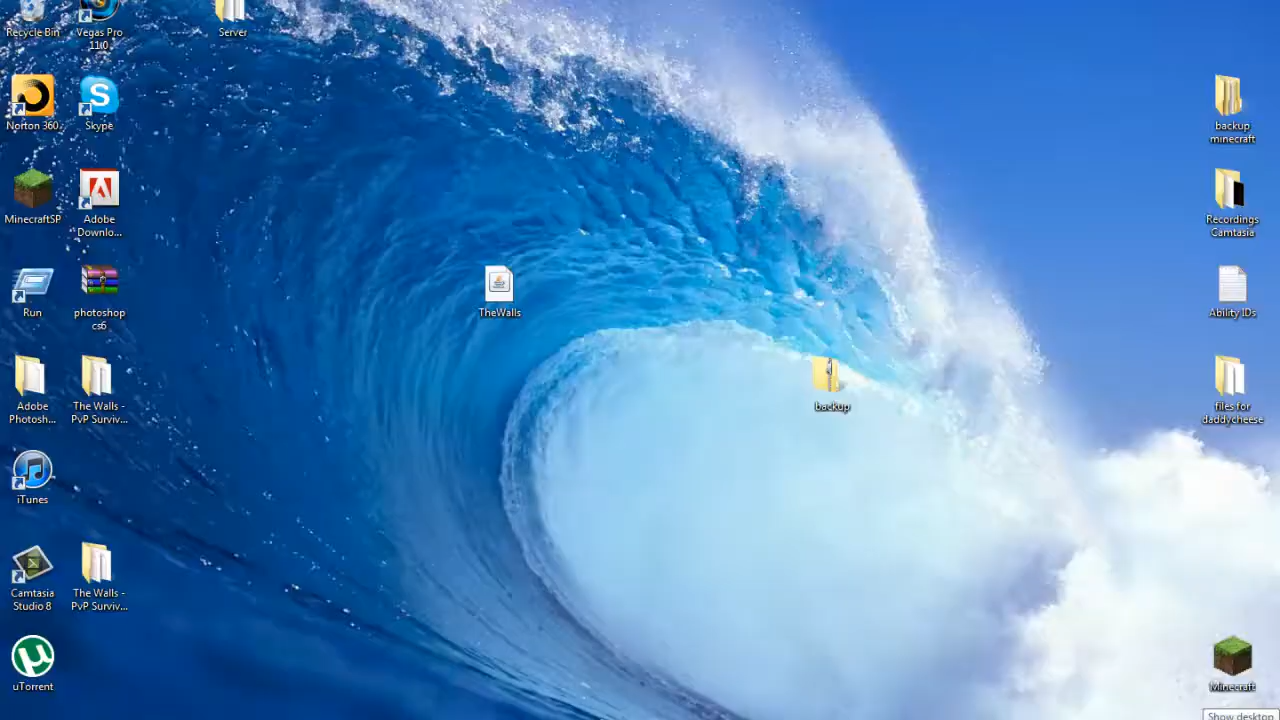 Recycle Bin
Vegas Pro
11.0
Server
Norton 360
Skype
backup
minecraft
MinecraftSP
Adobe
Downlo...
Recordings
Camtasia
Run
photoshop
cs6
TheWalls
Ability IDs
Adobe
Photosh...
The Walls -
PvP Surviv...
backup
files for
daddycheese
iTunes
Camtasia
Studio 8
The Walls -
PvP Surviv...
uTorrent
Minecraft
Show desktop